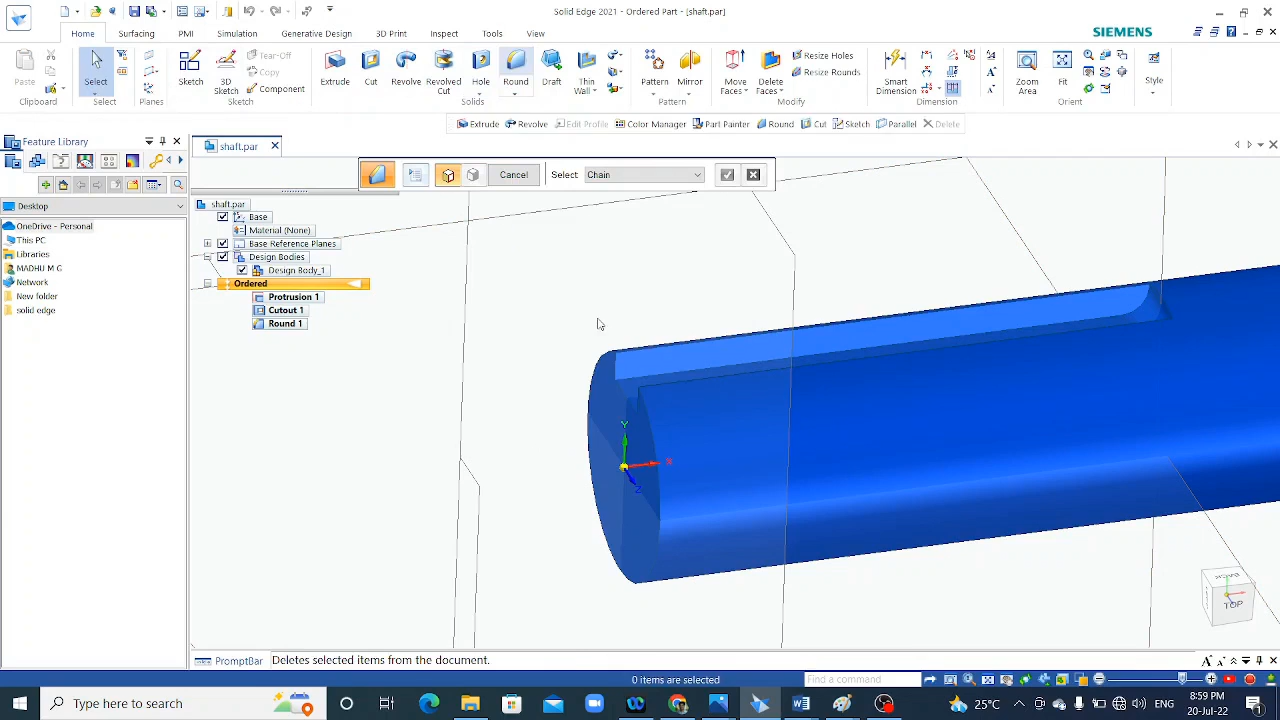 Solid Edge 2021 - Ordered Part - [shaft.par]
Home Surfacing PMI Simulation Generative Design 3D Print Inspect Tools View
SIEMENS
Paste
Clipboard
Select
Select
Planes
Sketch
3D Sketch
Tear-Off
Copy
Component
Sketch
Extrude Cut Revolve Revolved Cut Hole Round Draft Thin Wall
Solids
Pattern Mirror
Pattern
Move Faces Delete Faces Resize Holes
Resize Rounds
Modify
Smart Dimension
Dimension
Zoom Area Fit
Orient
Style
Extrude Revolve Edit Profile Color Manager Part Painter Round Cut Sketch Parallel Delete
Feature Library
shaft.par
Cancel Select Chain
Desktop
OneDrive - Personal
This PC
Libraries
MADHU M G
Network
New folder
solid edge
shaft.par
Base
Material (None)
Base Reference Planes
Design Bodies
Design Body_1
Ordered
Protrusion 1
Cutout 1
Round 1
Y
Z
TOP
PromptBar Deletes selected items from the document.
0 items are selected
Find a command
Type here to search
23°C
8:59 PM
20-Jul-22